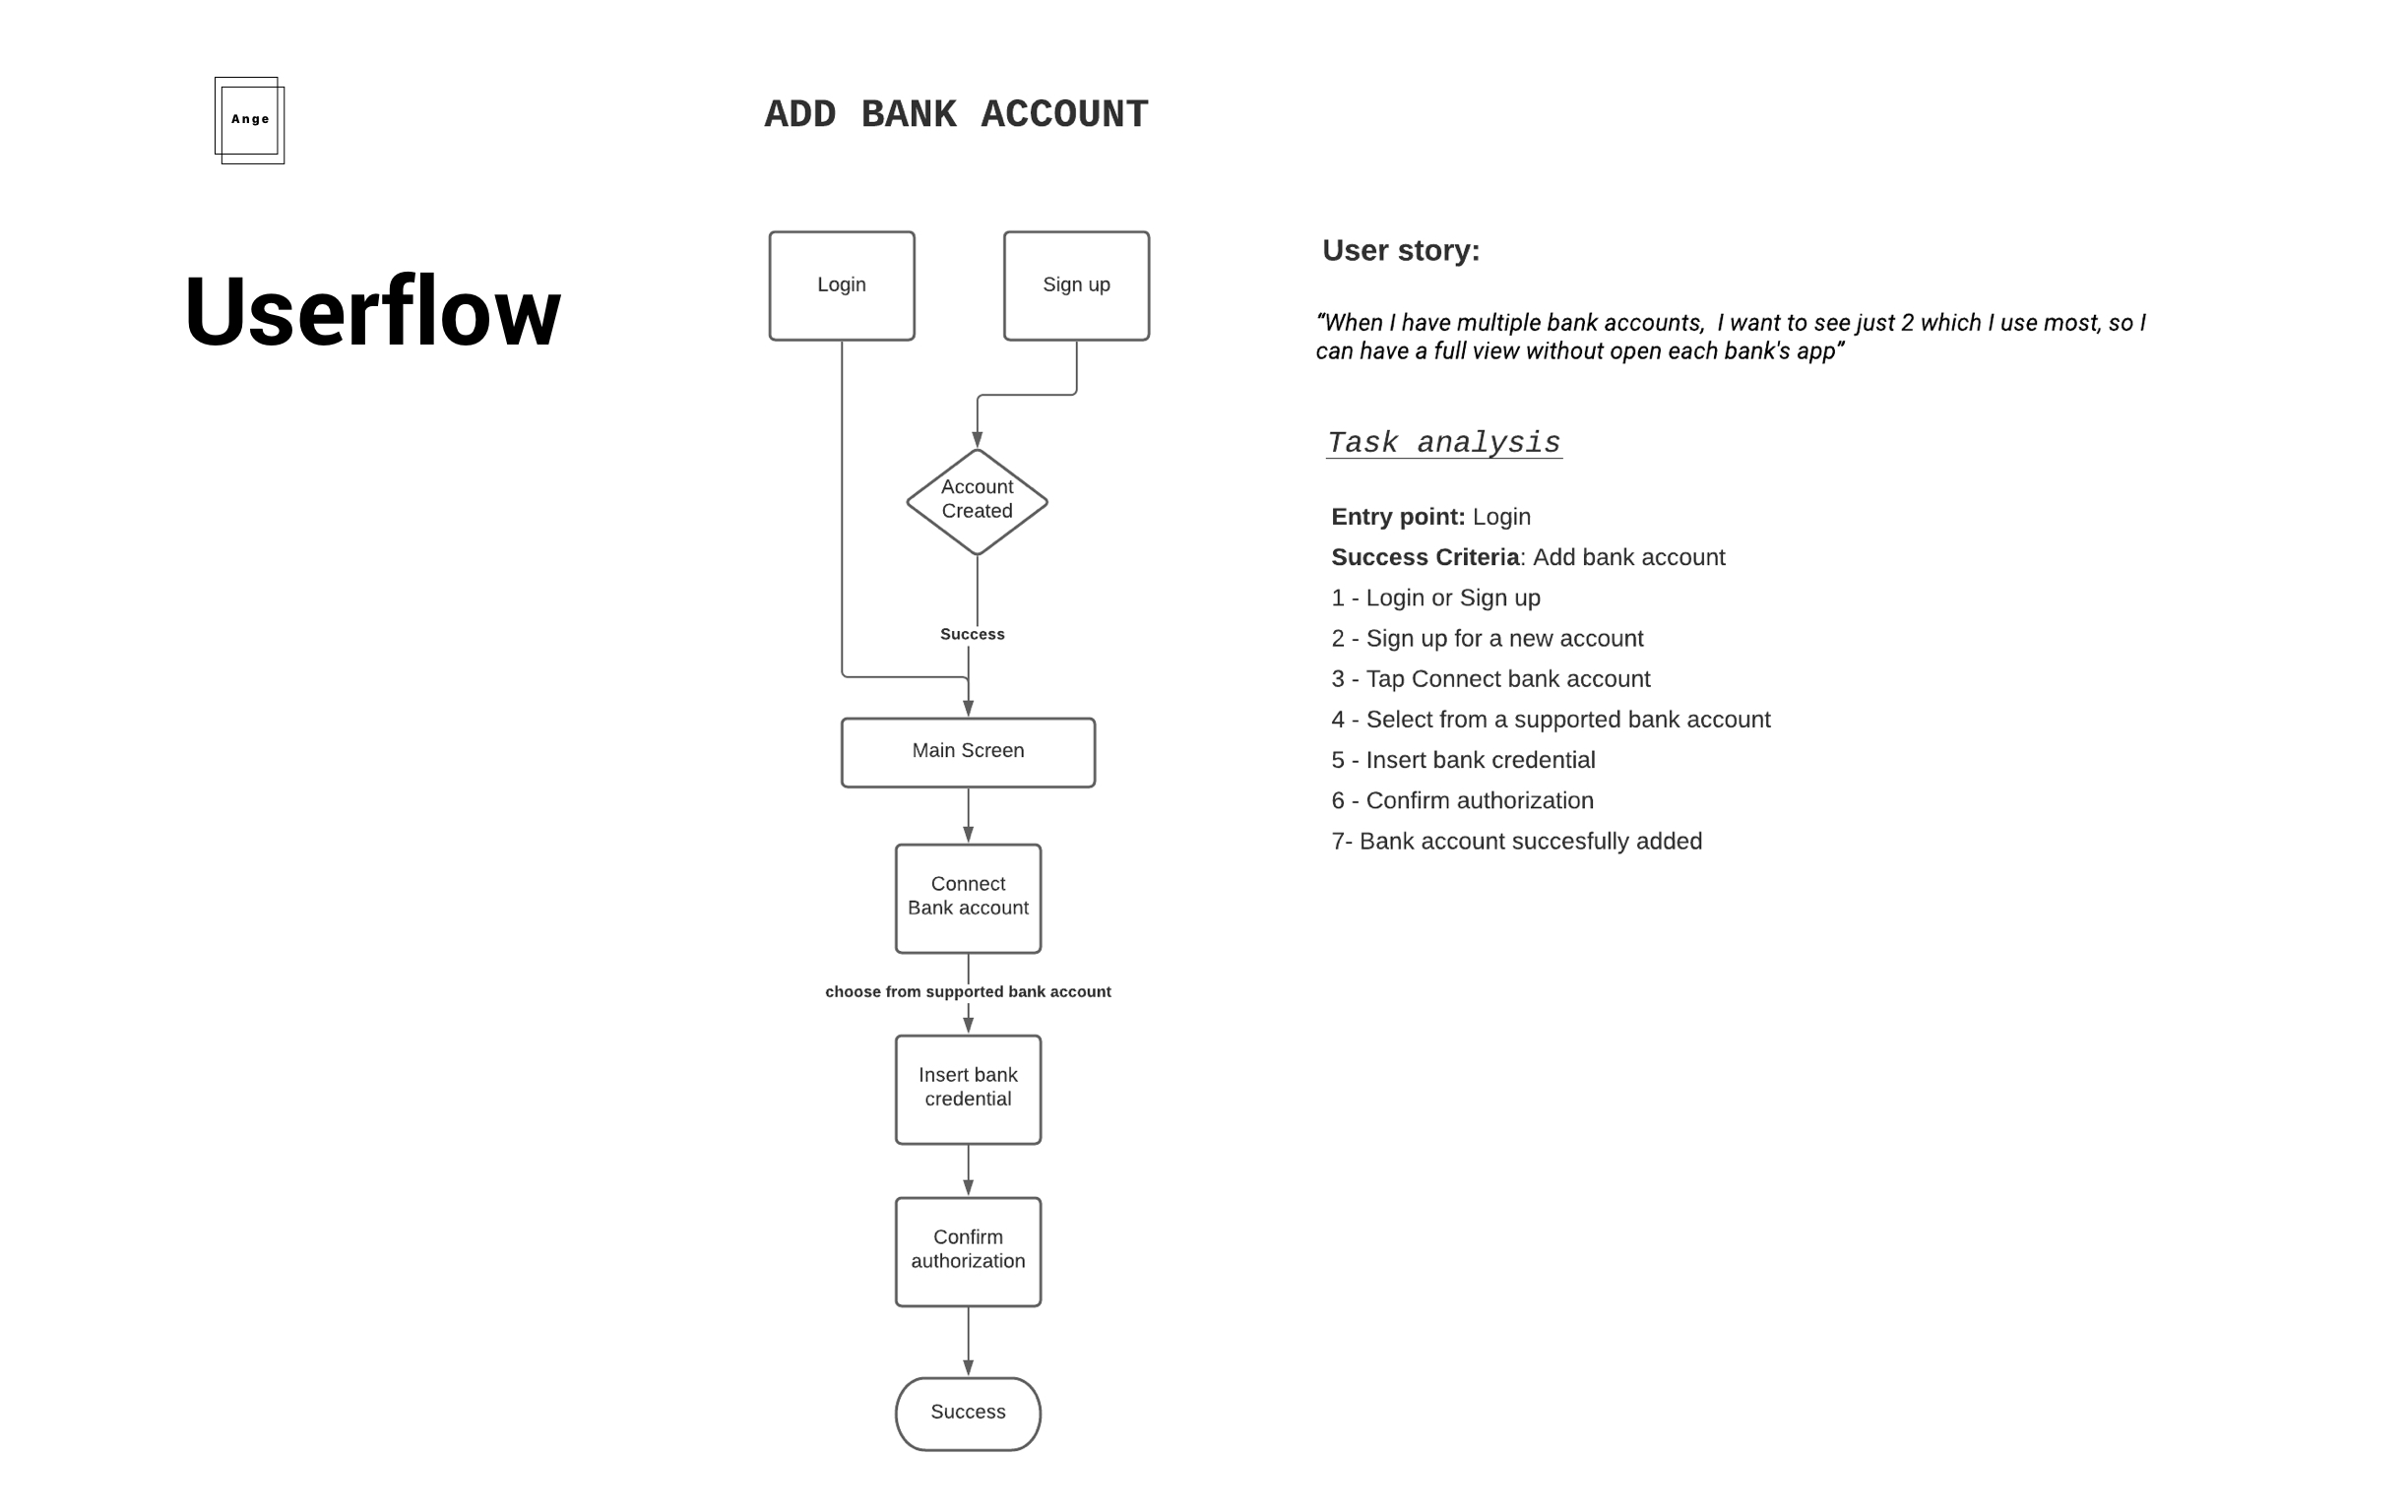 Ange
ADD BANK ACCOUNT
Userflow
Login
Sign up
Account
Created
Success
Main Screen
Connect
Bank account
choose from supported bank account
Insert bank
credential
Confirm
authorization
Success
User story:
“When I have multiple bank accounts,  I want to see just 2 which I use most, so I
can have a full view without open each bank's app”
Task analysis
Entry point: Login
Success Criteria: Add bank account
1 - Login or Sign up
2 - Sign up for a new account
3 - Tap Connect bank account
4 - Select from a supported bank account
5 - Insert bank credential
6 - Confirm authorization
7- Bank account succesfully added